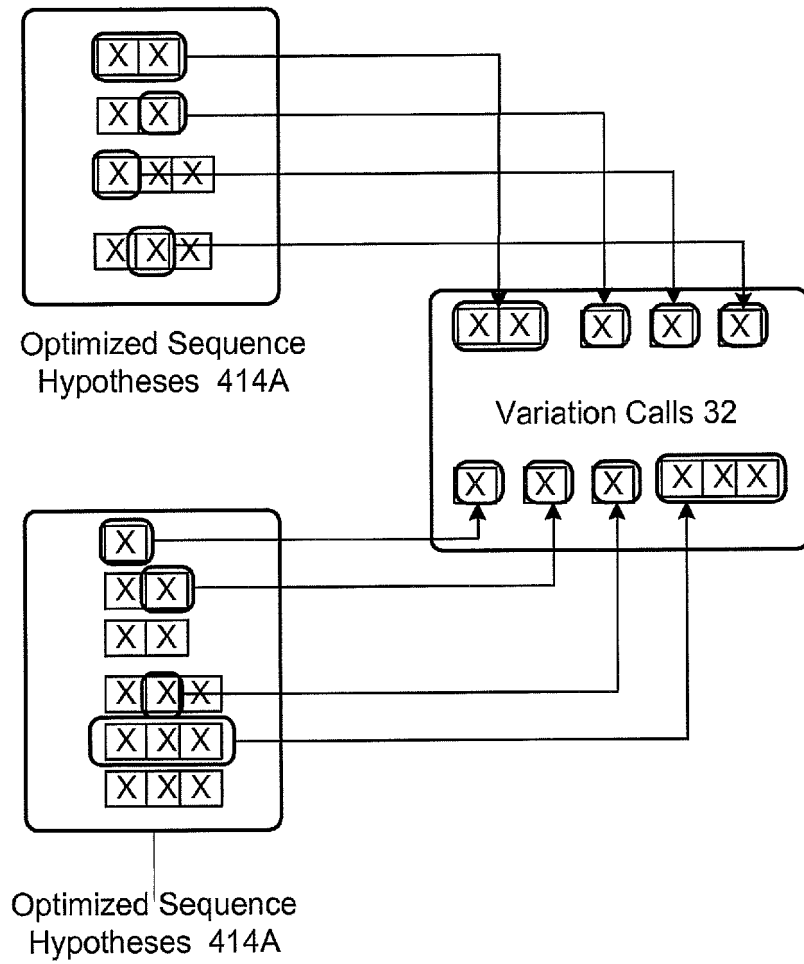 X X
X X
X X X
X X X
Optimized Sequence
Hypotheses 414A
X X X X X
Variation Calls 32
X X X X X X
X
X X
X X
X X X
X X X
X X X
Optimized Sequence
Hypotheses 414A